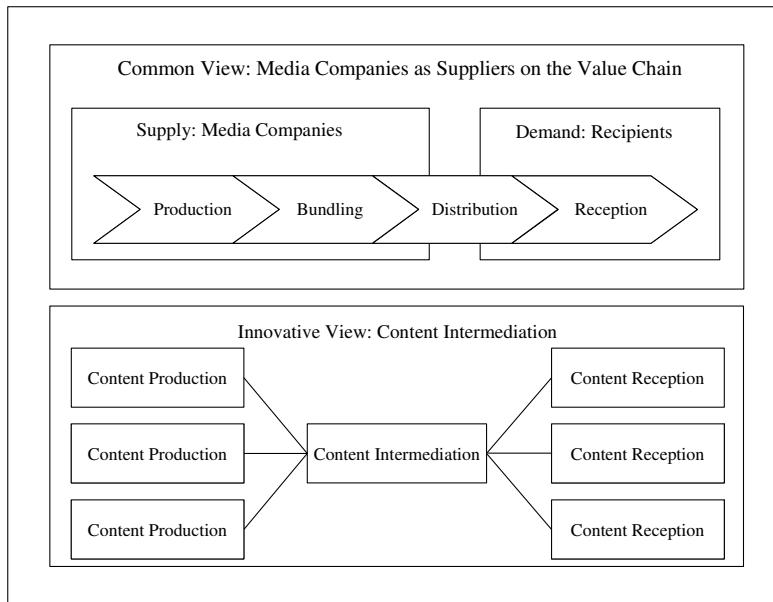 Common View: Media Companies as Suppliers on the Value Chain
Supply: Media Companies
Demand: Recipients
Production
Bundling
Distribution
Reception
Innovative View: Content Intermediation
Content Production
Content Reception
Content Production
Content Intermediation
Content Reception
Content Production
Content Reception